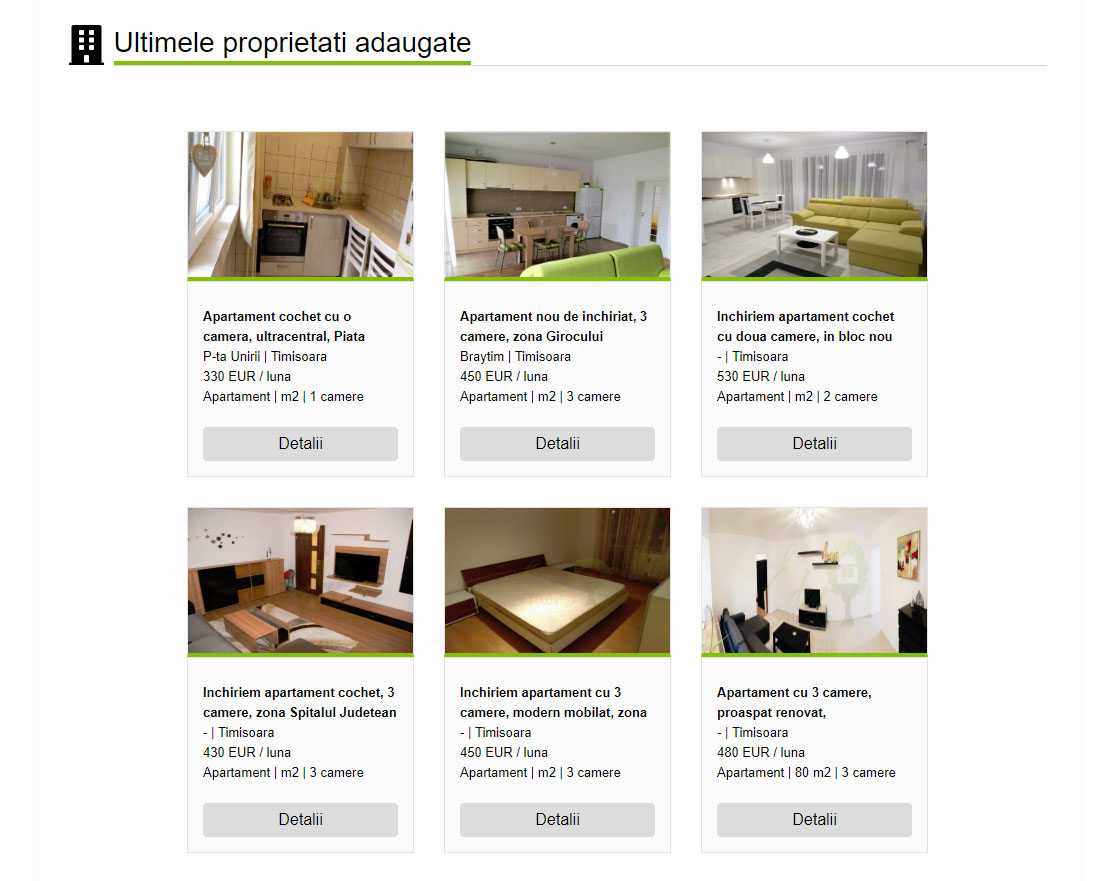 Ultimele proprietati adaugate
Apartament cochet cu o
camera, ultracentral, Piata
P-ta Unirii | Timisoara
330 EUR / luna
Apartament | m2 | 1 camere
Detalii
Apartament nou de inchiriat, 3
camere, zona Girocului
Braytim | Timisoara
450 EUR / luna
Apartament | m2 | 3 camere
Detalii
Inchiriem apartament cochet
cu doua camere, in bloc nou
- | Timisoara
530 EUR / luna
Apartament | m2 | 2 camere
Detalii
Inchiriem apartament cochet, 3
camere, zona Spitalul Judetean
- | Timisoara
430 EUR / luna
Apartament | m2 | 3 camere
Detalii
Inchiriem apartament cu 3
camere, modern mobilat, zona
- | Timisoara
450 EUR / luna
Apartament | m2 | 3 camere
Detalii
Apartament cu 3 camere,
proaspat renovat,
- | Timisoara
480 EUR / luna
Apartament | 80 m2 | 3 camere
Detalii